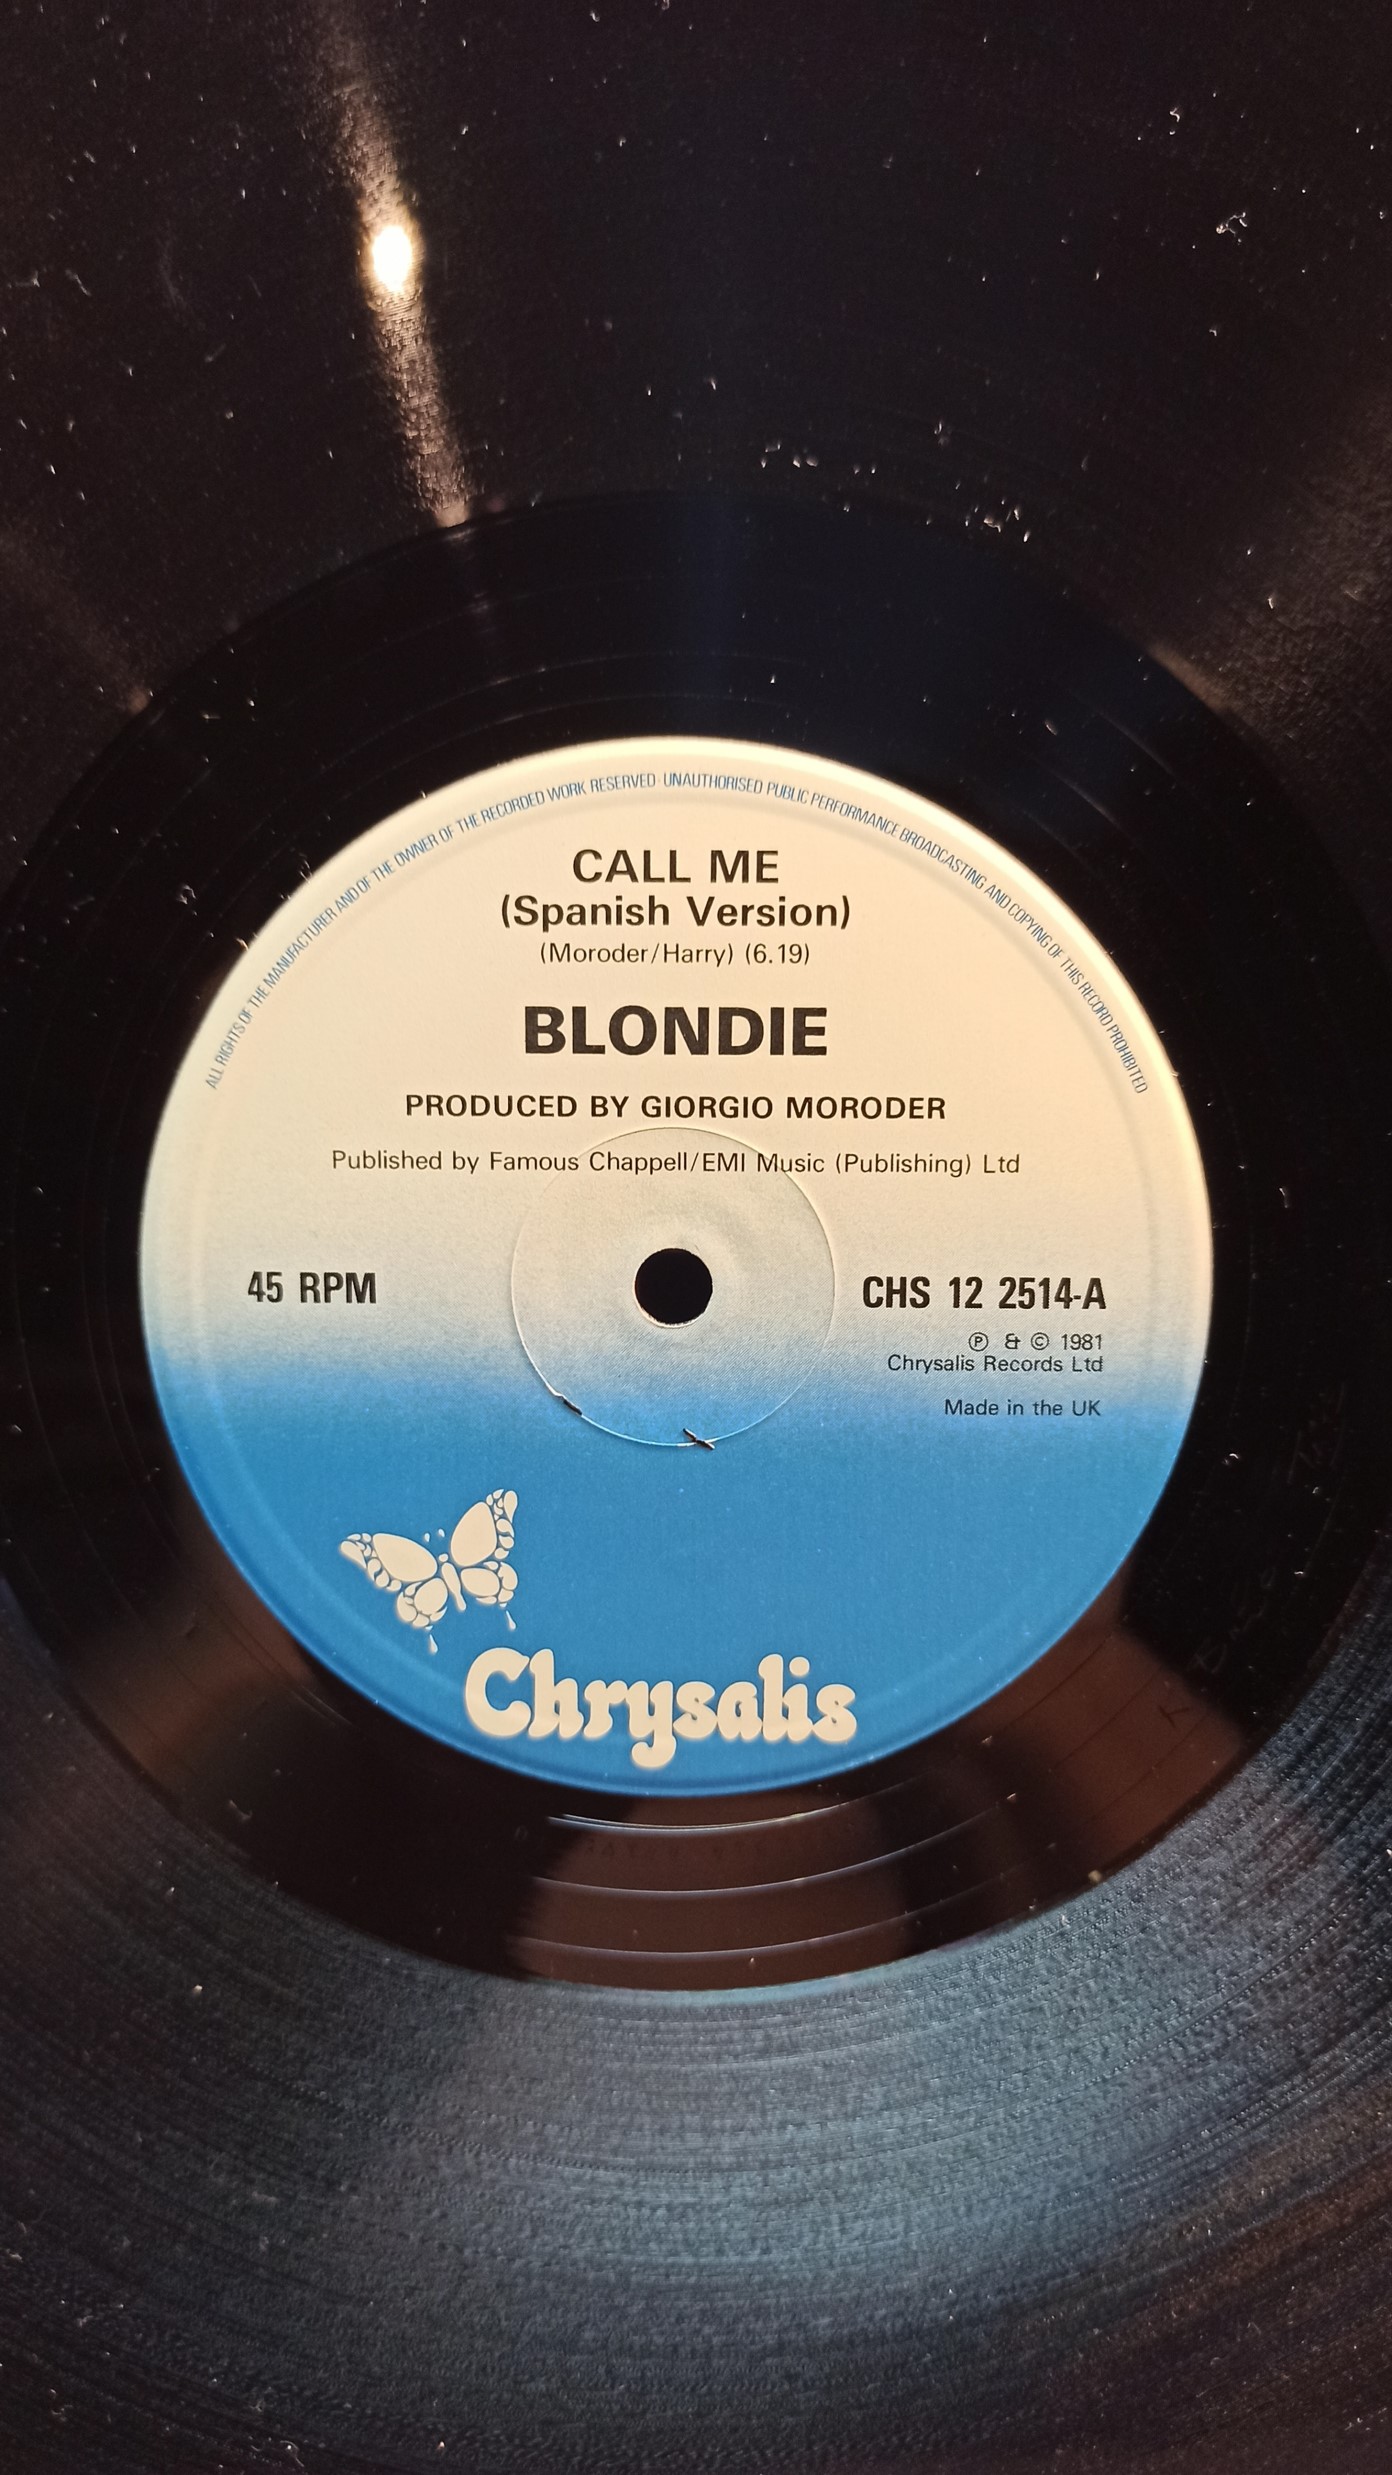 ALL RIGHTS OF THE MANUFACTURER AND OF THE OWNER OF THE RECORDED WORK RESERVED · UNAUTHORISED PUBLIC PERFORMANCE BROADCASTING AND COPYING OF THIS RECORD PROHIBITED
CALL ME
(Spanish Version)
(Moroder/Harry) (6.19)
BLONDIE
PRODUCED BY GIORGIO MORODER
Published by Famous Chappell/EMI Music (Publishing) Ltd
45 RPM
CHS 12 2514-A
℗ & © 1981
Chrysalis Records Ltd
Made in the UK
Chrysalis